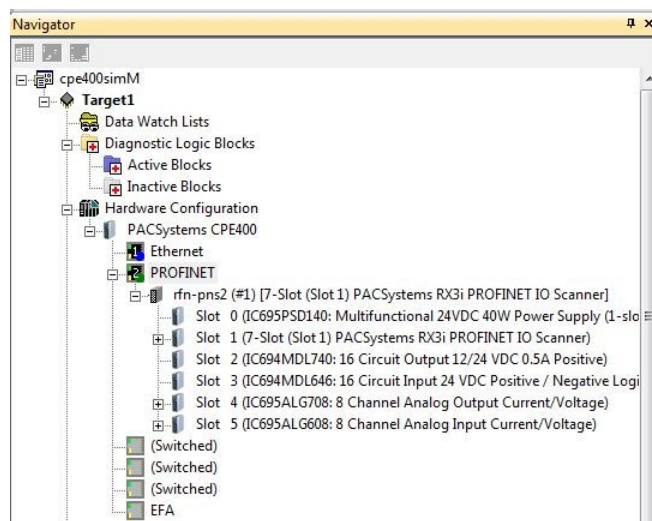 Navigator
cpe400simM
Target1
Data Watch Lists
Diagnostic Logic Blocks
Active Blocks
Inactive Blocks
Hardware Configuration
PACSystems CPE400
1 Ethernet
2 PROFINET
rfn-pns2 (#1) [7-Slot (Slot 1) PACSystems RX3i PROFINET IO Scanner]
Slot 0 (IC695PSD140: Multifunctional 24VDC 40W Power Supply (1-slo
Slot 1 (7-Slot (Slot 1) PACSystems RX3i PROFINET IO Scanner)
Slot 2 (IC694MDL740: 16 Circuit Output 12/24 VDC 0.5A Positive)
Slot 3 (IC694MDL646: 16 Circuit Input 24 VDC Positive / Negative Logi
Slot 4 (IC695ALG708: 8 Channel Analog Output Current/Voltage)
Slot 5 (IC695ALG608: 8 Channel Analog Input Current/Voltage)
(Switched)
(Switched)
(Switched)
EFA